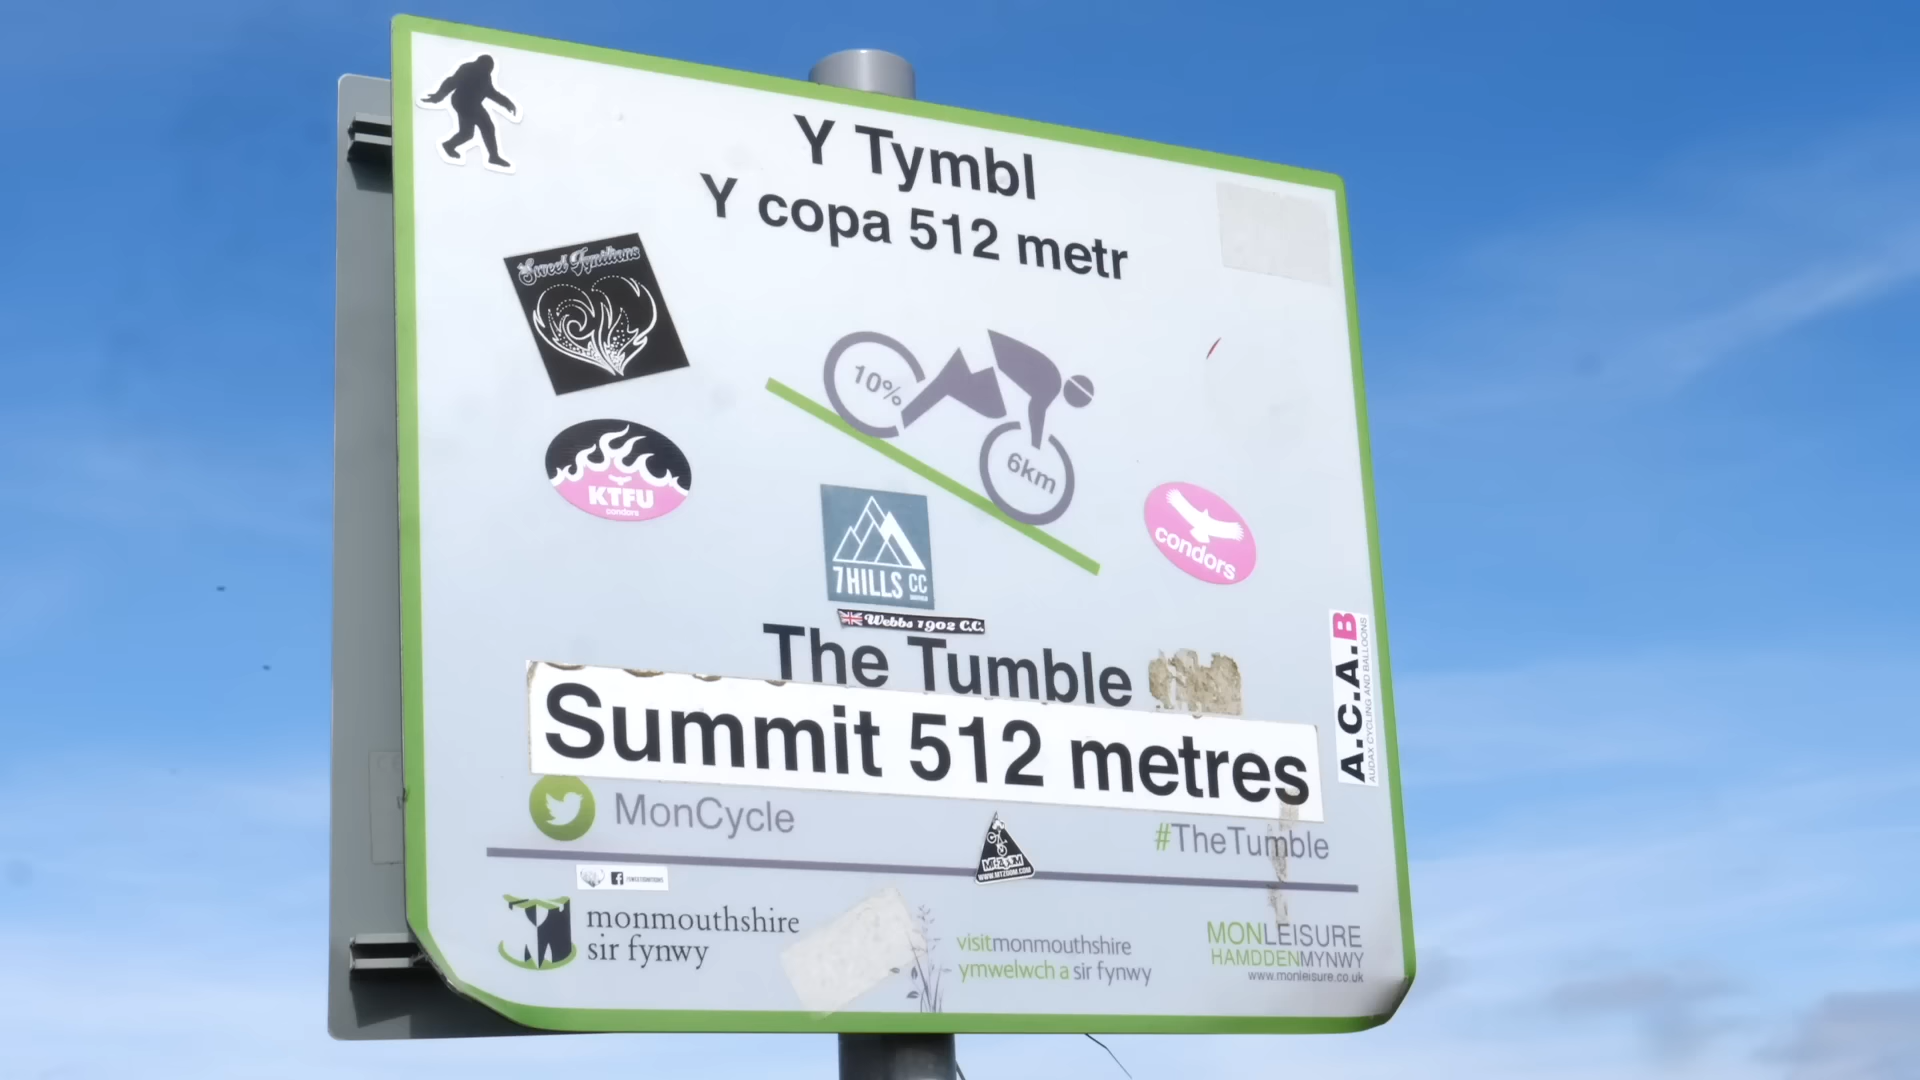 Y Tymbl
Y copa 512 metr
Sweet Ignitions
10%
6km
KTFU
condors
condors
7HILLS CC
Webbs 1902 C.C.
The Tumble
Summit 512 metres
A.C.A.B
AUDAX CYCLING AND BALLOONS
MonCycle
#TheTumble
WWW.MTZOOM.COM
monmouthshire
sir fynwy
visitmonmouthshire
ymwelwch a sir fynwy
MONLEISURE
HAMDDENMYNWY
www.monleisure.co.uk